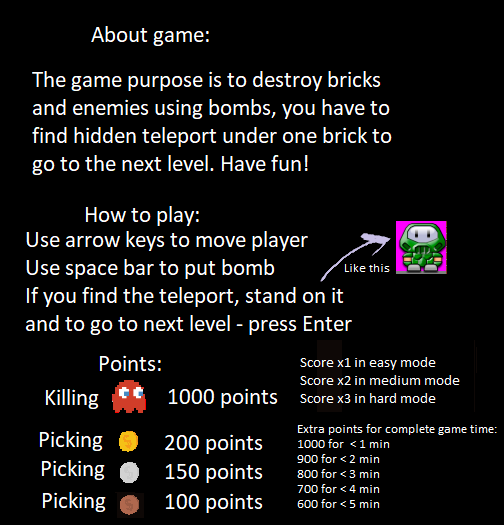 About game:
The game purpose is to destroy bricks
and enemies using bombs, you have to
find hidden teleport under one brick to
go to the next level. Have fun!
How to play:
Use arrow keys to move player
Use space bar to put bomb
Like this
If you find the teleport, stand on it
and to go to next level - press Enter
Points:
Killing 1000 points
Picking 200 points
Picking 150 points
Picking 100 points
Score x1 in easy mode
Score x2 in medium mode
Score x3 in hard mode
Extra points for complete game time:
1000 for < 1 min
900 for < 2 min
800 for < 3 min
700 for < 4 min
600 for < 5 min